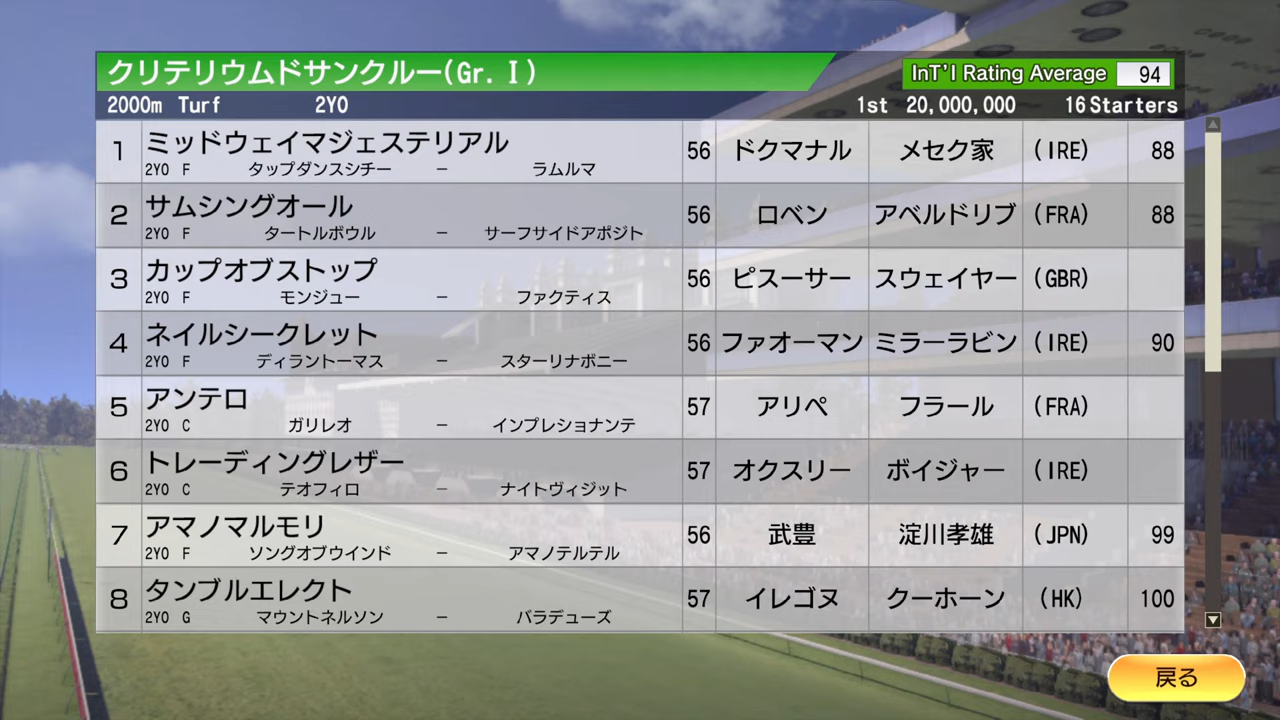 クリテリウムドサンクルー(Gr.Ⅰ)
InT'l Rating Average 94
2000m Turf 2YO 1st 20,000,000 16Starters
1 ミッドウェイマジェステリアル 56 ドクマナル メセク家 (IRE) 88
2YO F タップダンスシチー － ラムルマ
2 サムシングオール 56 ロベン アベルドリブ (FRA) 88
2YO F タートルボウル － サーフサイドアポジト
3 カップオブストップ 56 ピスーサー スウェイヤー (GBR)
2YO F モンジュー － ファクティス
4 ネイルシークレット 56 ファオーマン ミラーラビン (IRE) 90
2YO F ディラントーマス － スターリナボニー
5 アンテロ 57 アリペ フラール (FRA)
2YO C ガリレオ － インプレショナンテ
6 トレーディングレザー 57 オクスリー ボイジャー (IRE)
2YO C テオフィロ － ナイトヴィジット
7 アマノマルモリ 56 武豊 淀川孝雄 (JPN) 99
2YO F ソングオブウインド － アマノテルテル
8 タンブルエレクト 57 イレゴヌ クーホーン (HK) 100
2YO G マウントネルソン － バラデューズ
戻る